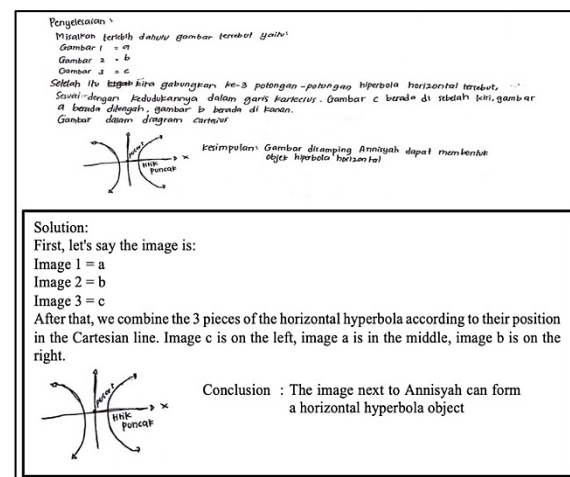 Penyelesaian :
Misalkan terlebih dahulu gambar tersebut yaitu:
Gambar 1 = a
Gambar 2 = b
Gambar 3 = c
Setelah itu kita gabungkan ke-3 potongan-potongan hiperbola horizontal tersebut,
Sesuai dengan kedudukannya dalam garis kartecius. Gambar c berada di sebelah kiri, gambar
a berada ditengah, gambar b berada di kanan.
Gambar dalam diagram cartesius
x
titik
puncak
Kesimpulan: Gambar disamping Annisyah dapat membentuk
objek hiperbola horizontal
Solution:
First, let's say the image is:
Image 1 = a
Image 2 = b
Image 3 = c
After that, we combine the 3 pieces of the horizontal hyperbola according to their position
in the Cartesian line. Image c is on the left, image a is in the middle, image b is on the
right.
x
titik
puncak
Conclusion : The image next to Annisyah can form
a horizontal hyperbola object